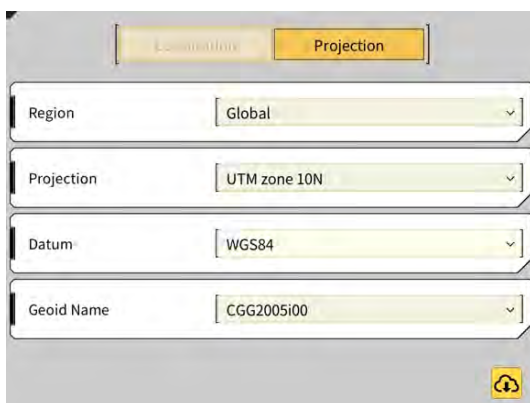 Projection
Region Global
Projection UTM zone 10N
Datum WGS84
Geoid Name CGG2005i00